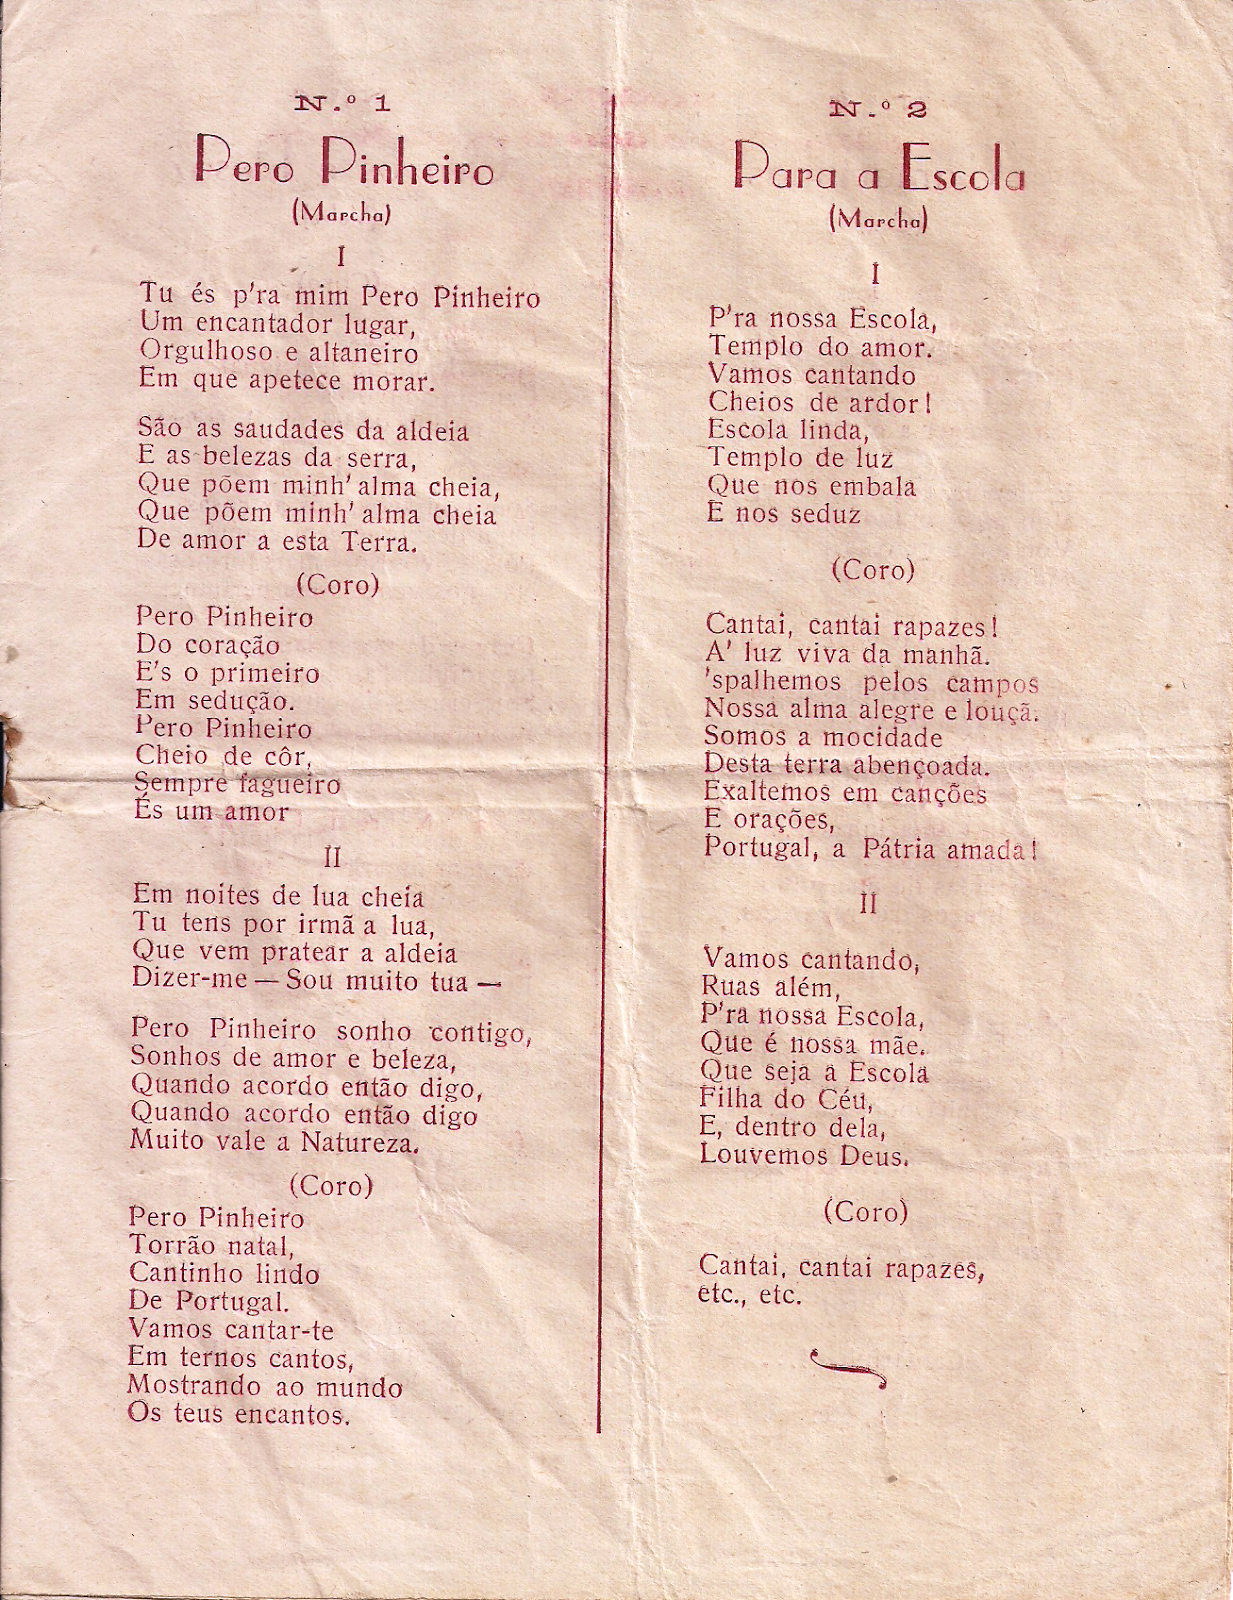 N.º 1
Pero Pinheiro
(Marcha)
I
Tu és p'ra mim Pero Pinheiro
Um encantador lugar,
Orgulhoso e altaneiro
Em que apetece morar.
São as saudades da aldeia
E as belezas da serra,
Que põem minh' alma cheia,
Que põem minh' alma cheia
De amor a esta Terra.
(Coro)
Pero Pinheiro
Do coração
E's o primeiro
Em sedução.
Pero Pinheiro
Cheio de côr,
Sempre fagueiro
És um amor
II
Em noites de lua cheia
Tu tens por irmã a lua,
Que vem pratear a aldeia
Dizer-me — Sou muito tua —
Pero Pinheiro sonho contigo,
Sonhos de amor e beleza,
Quando acordo então digo,
Quando acordo então digo
Muito vale a Natureza.
(Coro)
Pero Pinheiro
Torrão natal,
Cantinho lindo
De Portugal.
Vamos cantar-te
Em ternos cantos,
Mostrando ao mundo
Os teus encantos.
N.º 2
Para a Escola
(Marcha)
I
P'ra nossa Escola,
Templo do amor.
Vamos cantando
Cheios de ardor!
Escola linda,
Templo de luz
Que nos embala
E nos seduz
(Coro)
Cantai, cantai rapazes!
A' luz viva da manhã.
'spalhemos pelos campos
Nossa alma alegre e louçã.
Somos a mocidade
Desta terra abençoada.
Exaltemos em canções
E orações,
Portugal, a Pátria amada!
II
Vamos cantando,
Ruas além,
P'ra nossa Escola,
Que é nossa mãe.
Que seja a Escola
Filha do Céu,
E, dentro dela,
Louvemos Deus.
(Coro)
Cantai, cantai rapazes,
etc., etc.